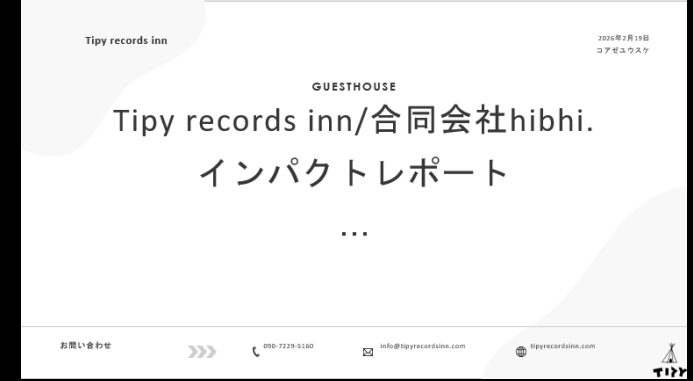 Tipy records inn
2026年2月19日
コアゼユウスケ
GUESTHOUSE
Tipy records inn/合同会社hibhi.
インパクトレポート
...
お問い合わせ
090-7229-5160
info@tipyrecordsinn.com
tipyrecordsinn.com
TIPY